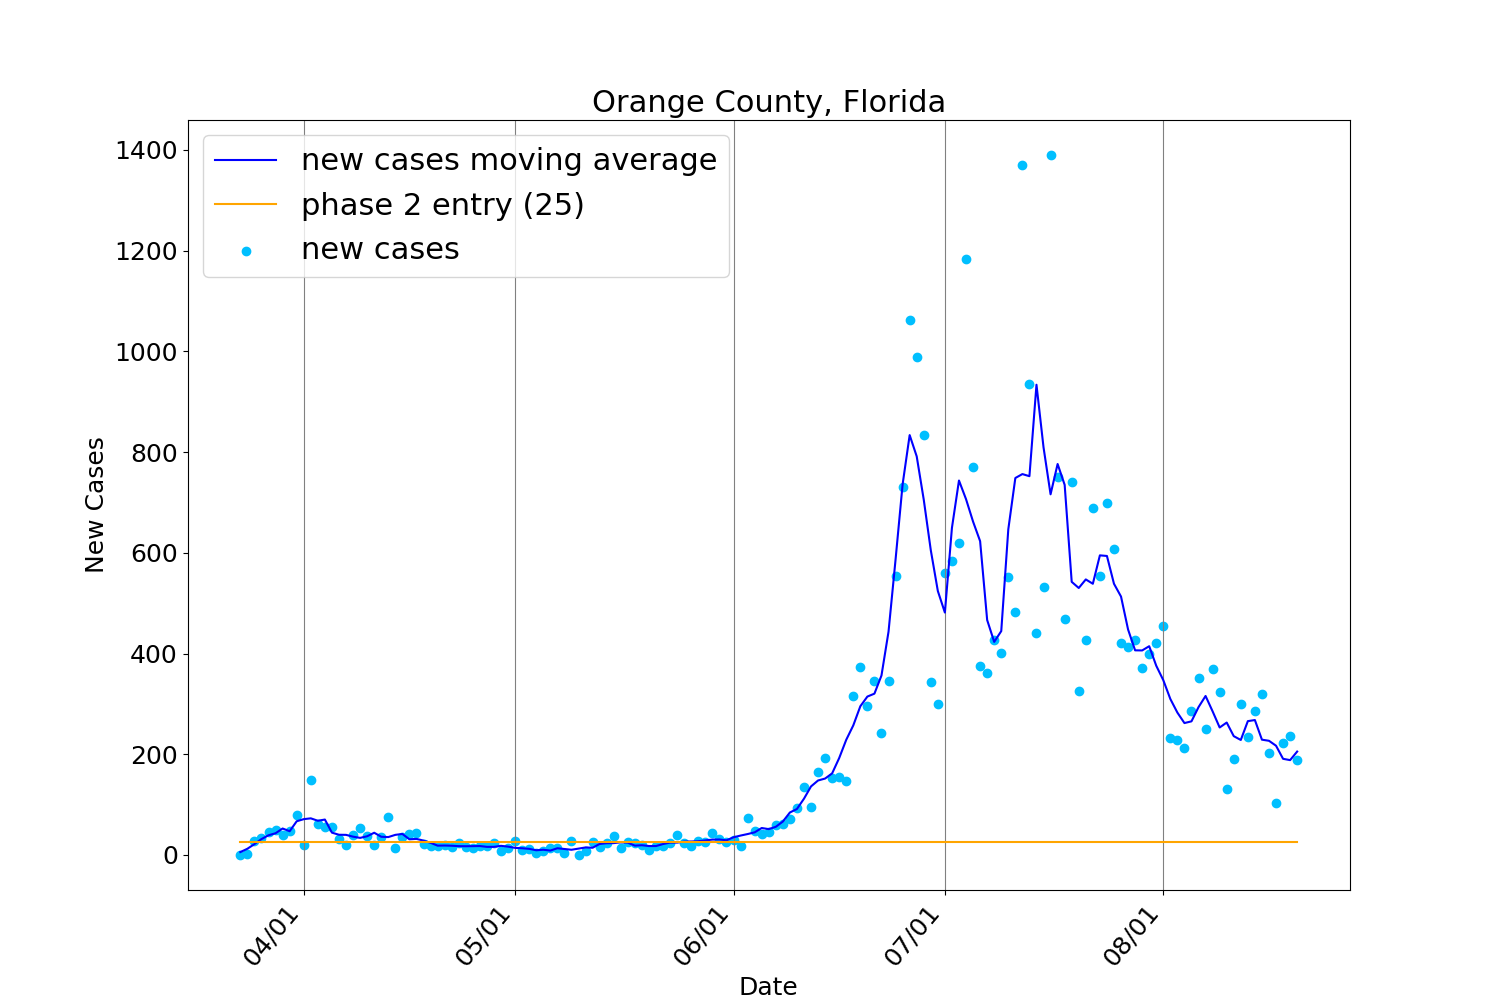 Orange County, Florida
new cases moving average
phase 2 entry (25)
new cases
1400
1200
1000
800
600
400
200
0
New Cases
04/01
05/01
06/01
07/01
08/01
Date